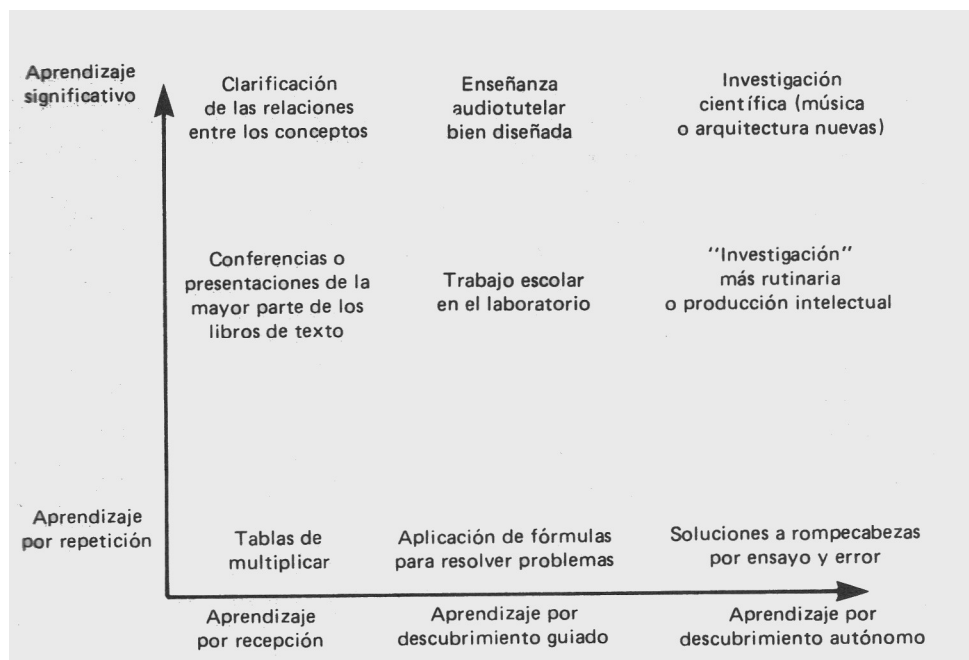 Aprendizaje
significativo
Clarificación
de las relaciones
entre los conceptos
Enseñanza
audiotutelar
bien diseñada
Investigación
científica (música
o arquitectura nuevas)
Conferencias o
presentaciones de la
mayor parte de los
libros de texto
Trabajo escolar
en el laboratorio
"Investigación"
más rutinaria
o producción intelectual
Aprendizaje
por repetición
Tablas de
multiplicar
Aplicación de fórmulas
para resolver problemas
Soluciones a rompecabezas
por ensayo y error
Aprendizaje
por recepción
Aprendizaje por
descubrimiento guiado
Aprendizaje por
descubrimiento autónomo